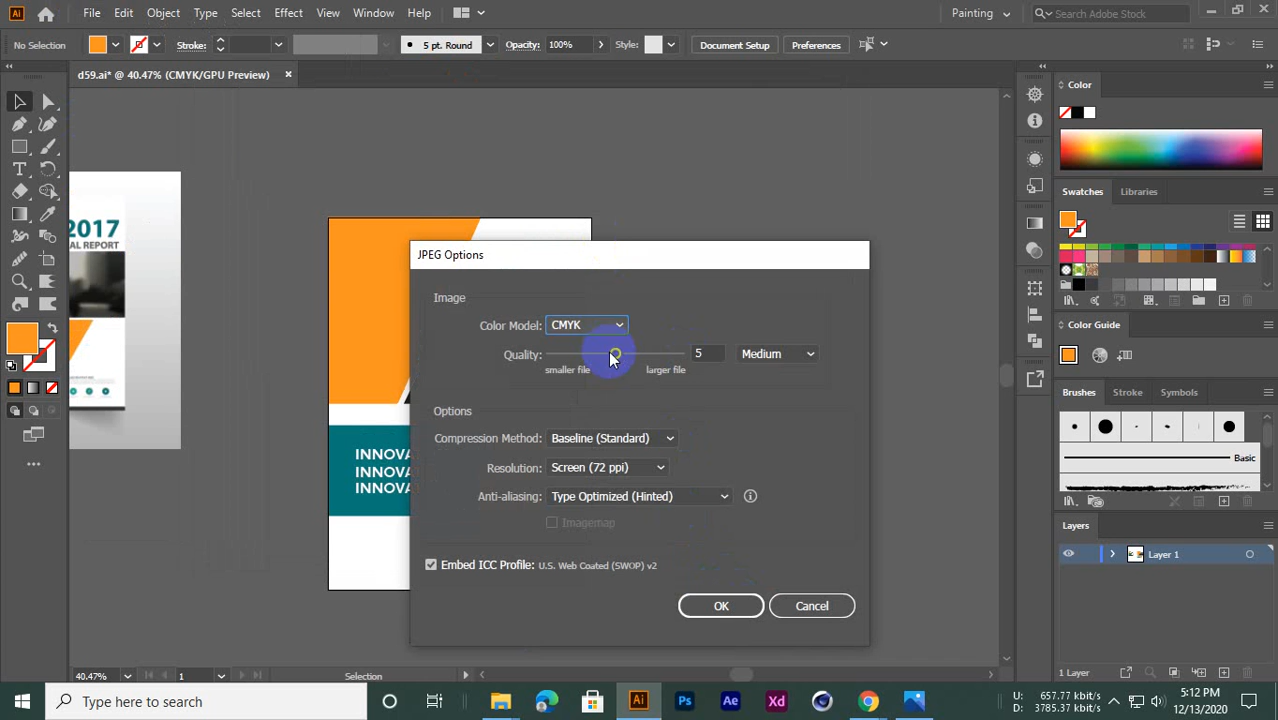 Ai File Edit Object Type Select Effect View Window Help Painting Search Adobe Stock
No Selection Stroke: 5 pt. Round Opacity: 100% Style: Document Setup Preferences
d59.ai* @ 40.47% (CMYK/GPU Preview)
Color
Swatches Libraries
Color Guide
Brushes Stroke Symbols
Basic
Layers
Layer 1
1 Layer
2017
AL REPORT
INNOVA
INNOVA
INNOVA
JPEG Options
Image
Color Model: CMYK
Quality: 5 Medium
smaller file larger file
Options
Compression Method: Baseline (Standard)
Resolution: Screen (72 ppi)
Anti-aliasing: Type Optimized (Hinted)
Imagemap
Embed ICC Profile: U.S. Web Coated (SWOP) v2
OK Cancel
40.47% 1 Selection
Type here to search Ai Ps Ae Xd
U: 657.77 kbit/s
D: 3785.37 kbit/s
5:12 PM
12/13/2020